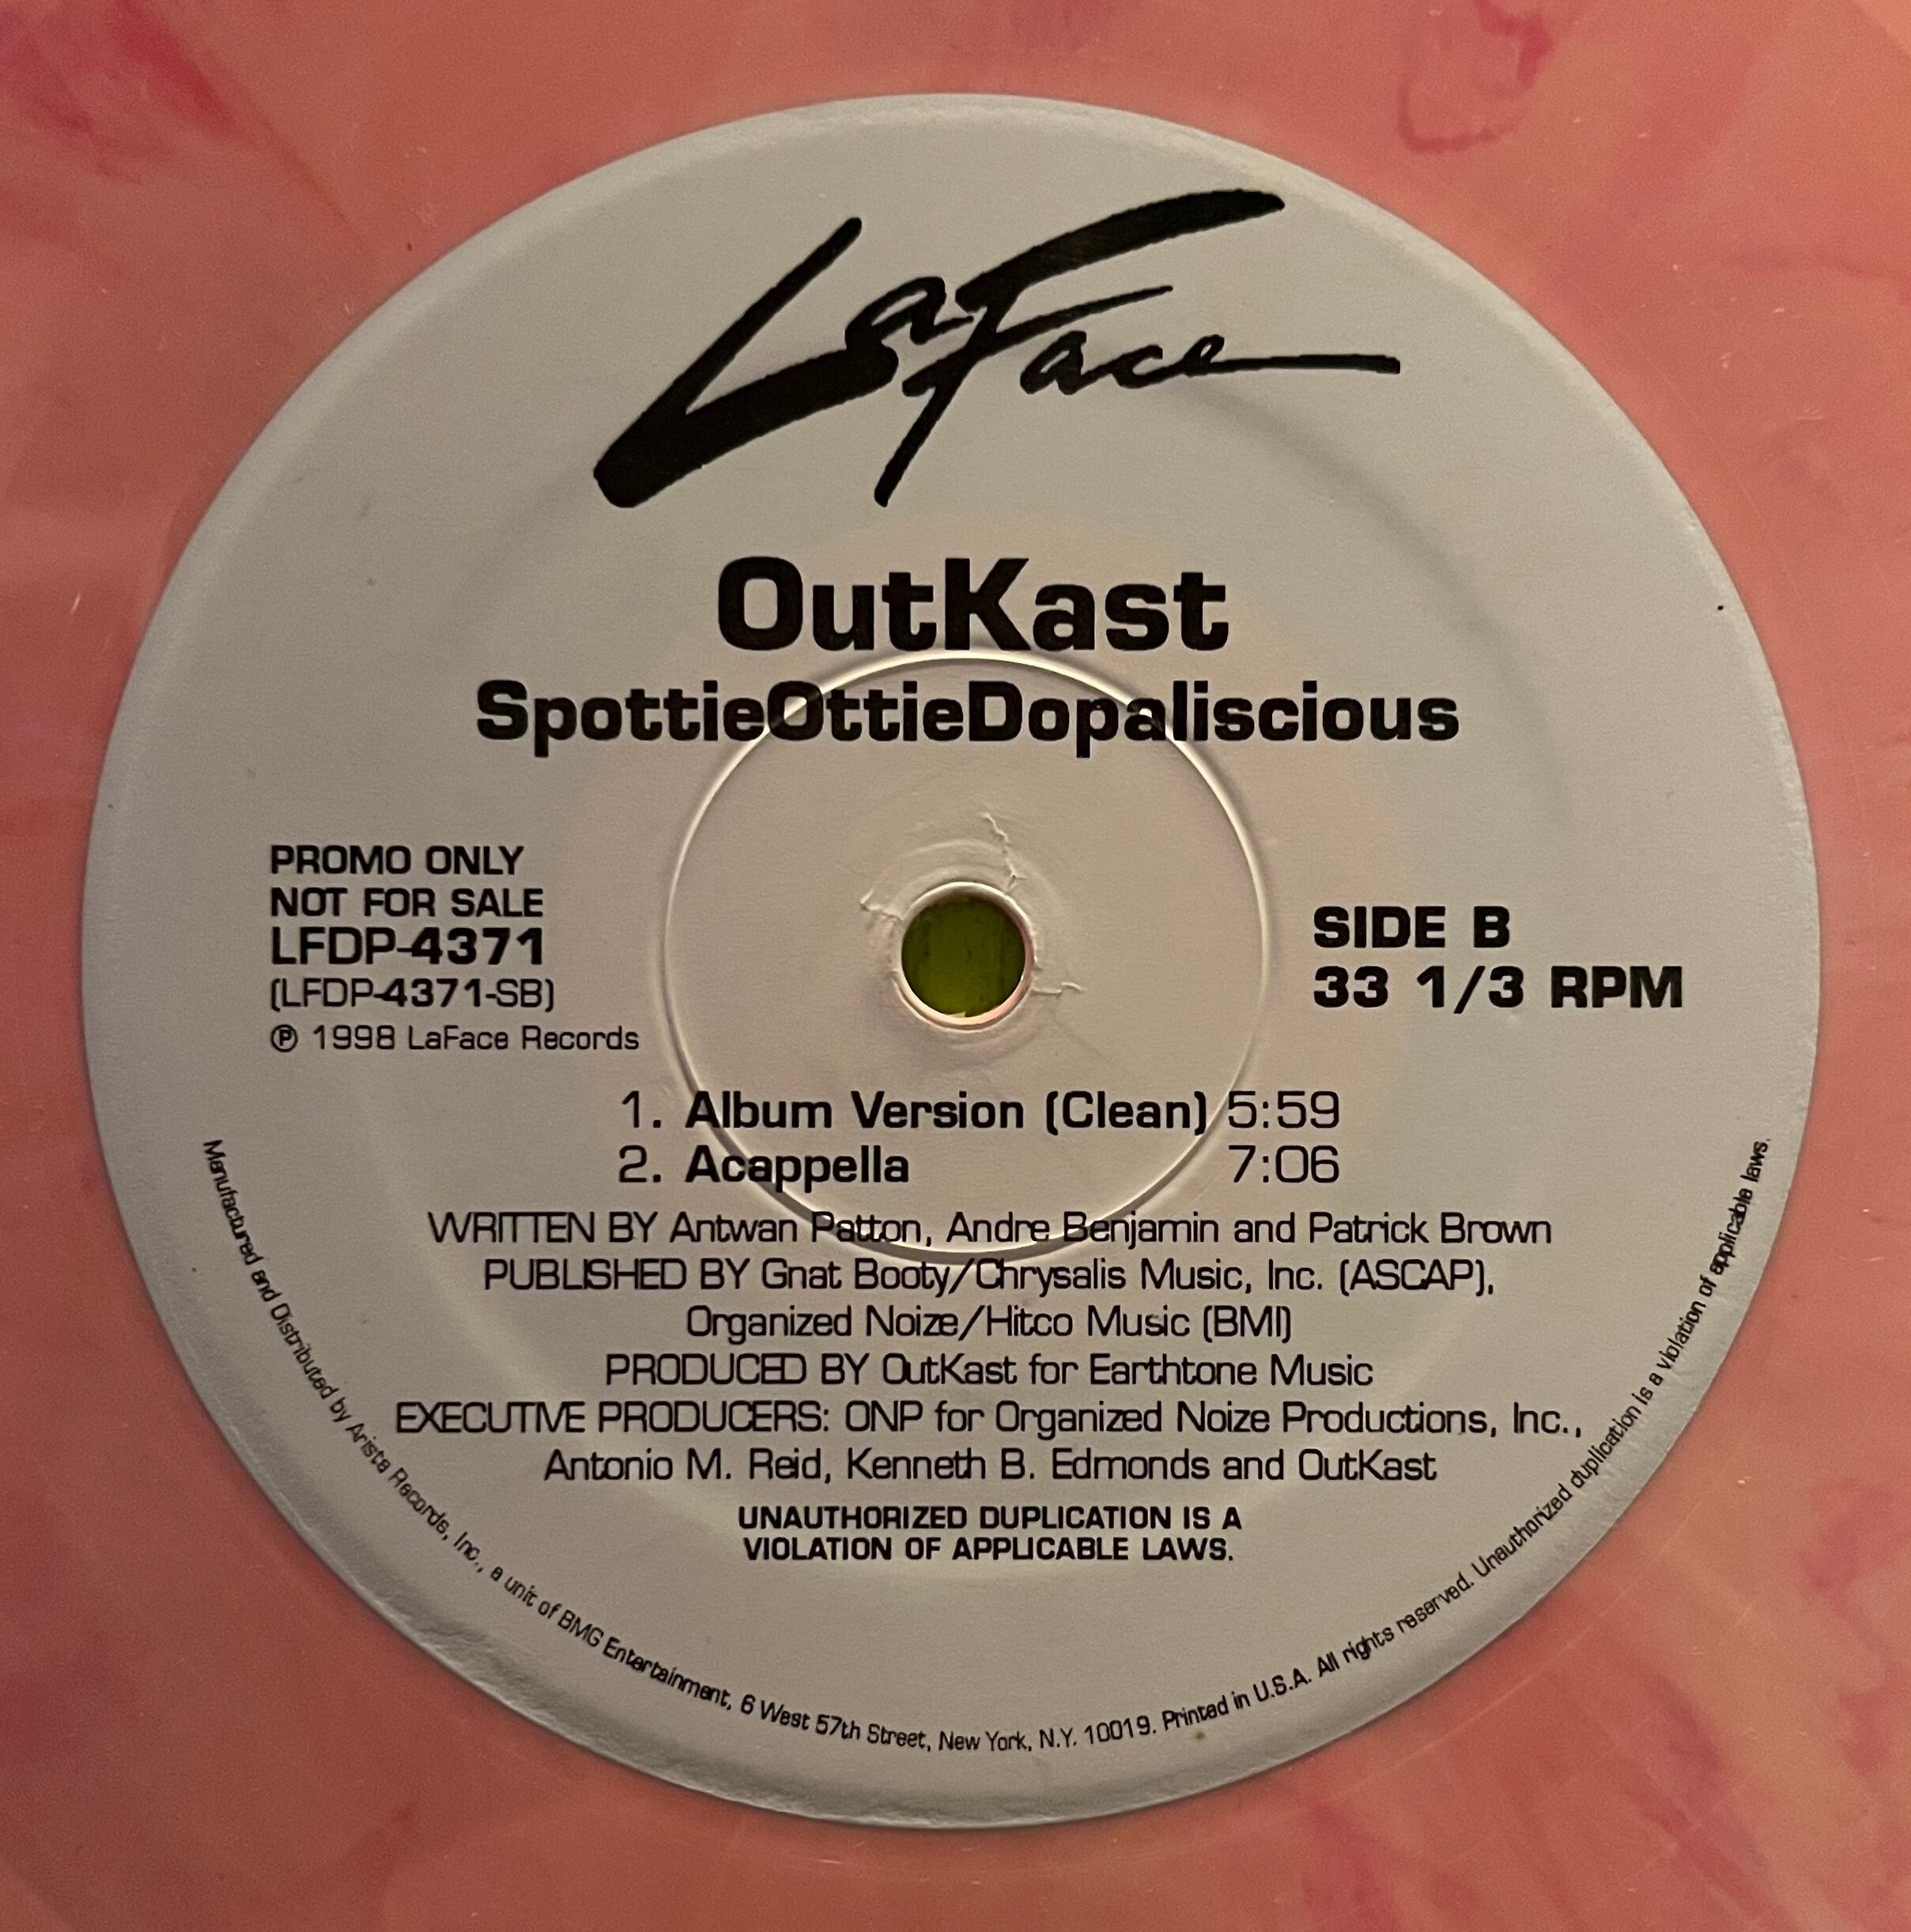 LaFace
OutKast
SpottieOttieDopaliscious
PROMO ONLY
NOT FOR SALE
LFDP-4371
(LFDP-4371-SB)
℗ 1998 LaFace Records
SIDE B
33 1/3 RPM
1. Album Version (Clean) 5:59
2. Acappella 7:06
WRITTEN BY Antwan Patton, Andre Benjamin and Patrick Brown
PUBLISHED BY Gnat Booty/Chrysalis Music, Inc. (ASCAP),
Organized Noize/Hitco Music (BMI)
PRODUCED BY OutKast for Earthtone Music
EXECUTIVE PRODUCERS: ONP for Organized Noize Productions, Inc.,
Antonio M. Reid, Kenneth B. Edmonds and OutKast
UNAUTHORIZED DUPLICATION IS A
VIOLATION OF APPLICABLE LAWS.
Manufactured and Distributed by Arista Records, Inc., a unit of BMG Entertainment, 6 West 57th Street, New York, N.Y. 10019. Printed in U.S.A. All rights reserved. Unauthorized duplication is a violation of applicable laws.